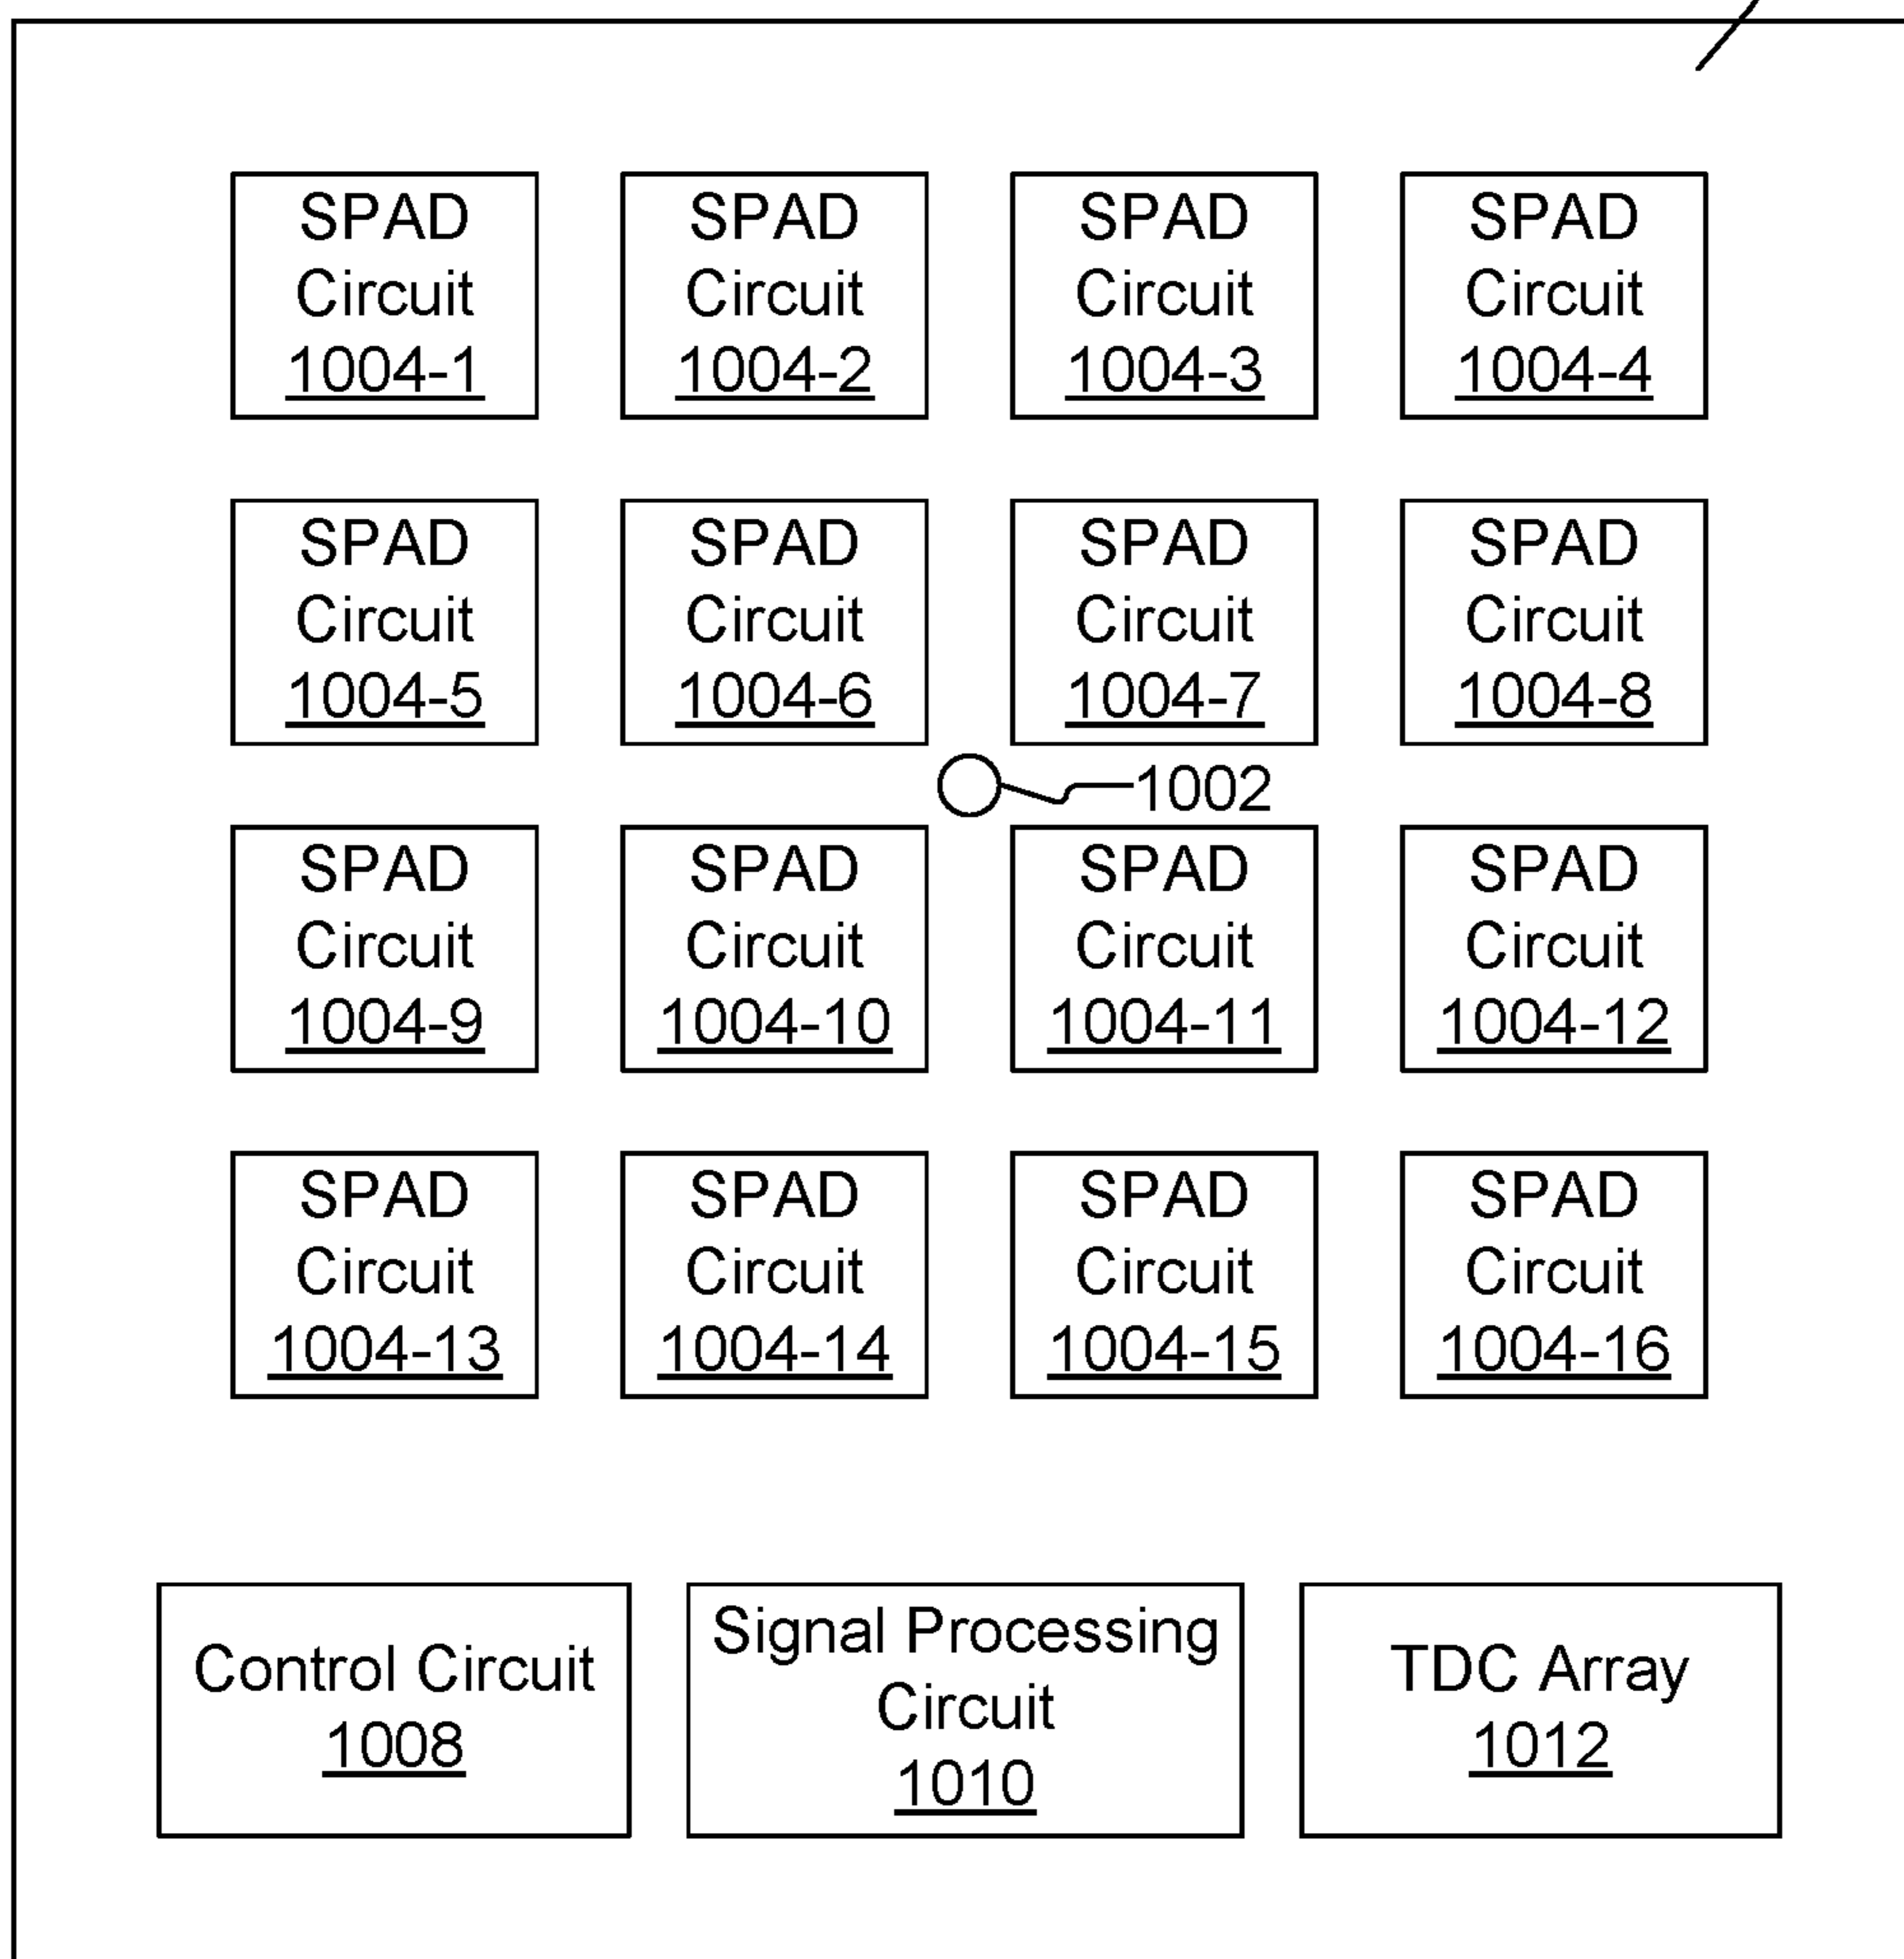 SPAD
Circuit
1004-1
SPAD
Circuit
1004-2
SPAD
Circuit
1004-3
SPAD
Circuit
1004-4
SPAD
Circuit
1004-5
SPAD
Circuit
1004-6
SPAD
Circuit
1004-7
SPAD
Circuit
1004-8
1002
SPAD
Circuit
1004-9
SPAD
Circuit
1004-10
SPAD
Circuit
1004-11
SPAD
Circuit
1004-12
SPAD
Circuit
1004-13
SPAD
Circuit
1004-14
SPAD
Circuit
1004-15
SPAD
Circuit
1004-16
Control Circuit
1008
Signal Processing
Circuit
1010
TDC Array
1012